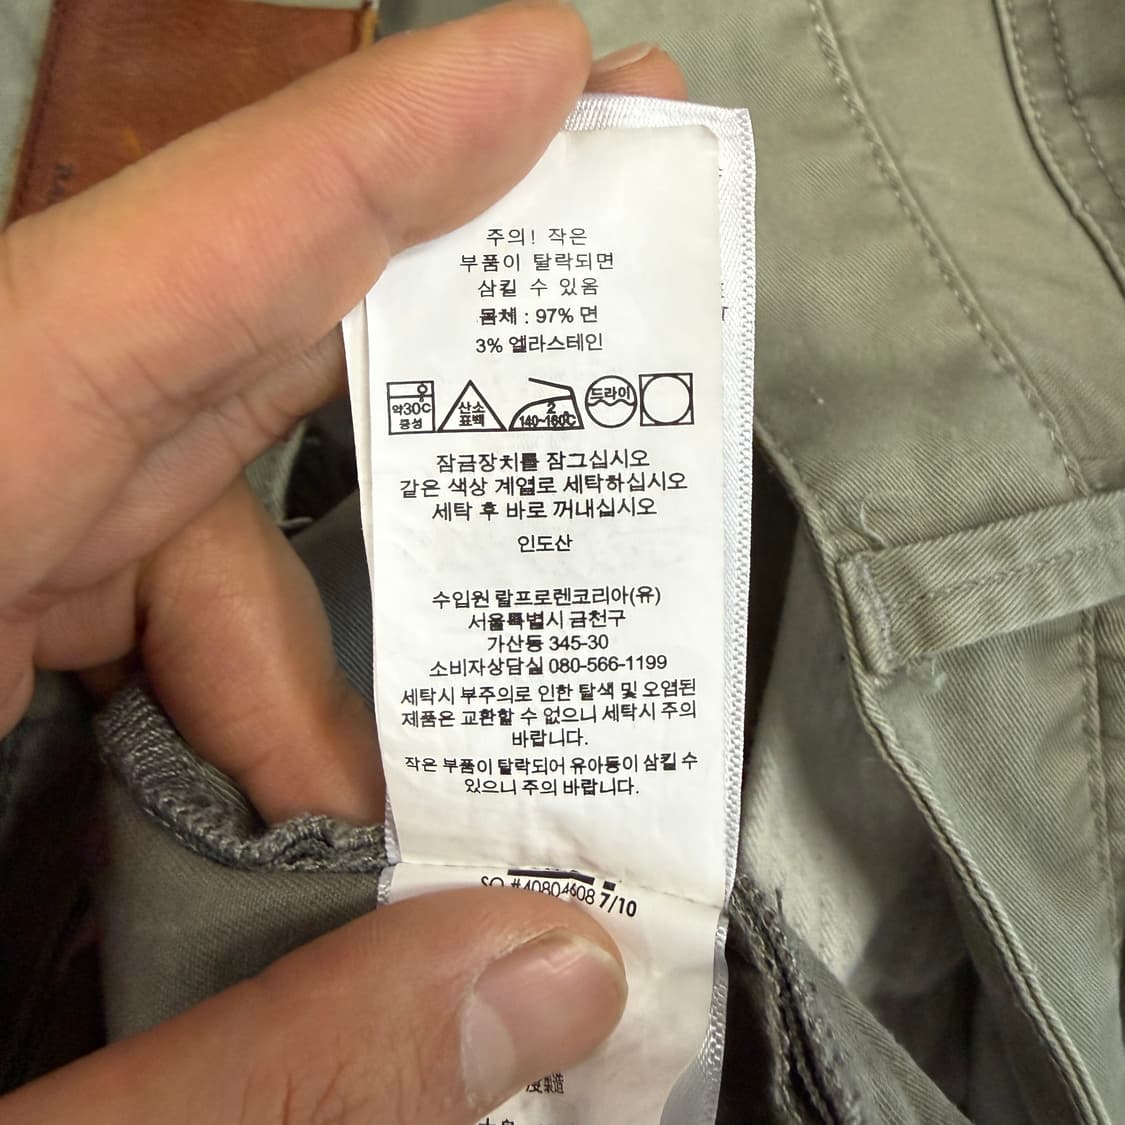 주의! 작은
부품이 탈락되면
삼킬 수 있음
몸체 : 97% 면
3% 엘라스테인
약30℃
중성
산소
표백
2
140~160℃
드라이
잠금장치를 잠그십시오
같은 색상 계열로 세탁하십시오
세탁 후 바로 꺼내십시오
인도산
수입원 랄프로렌코리아(유)
서울특별시 금천구
가산동 345-30
소비자상담실 080-566-1199
세탁시 부주의로 인한 탈색 및 오염된
제품은 교환할 수 없으니 세탁시 주의
바랍니다.
작은 부품이 탈락되어 유아등이 삼킬 수
있으니 주의 바랍니다.
SO #40804608 7/10
製造